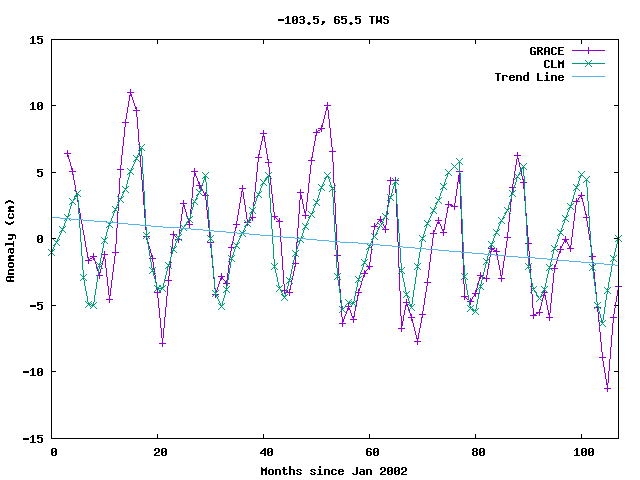 -103.5, 65.5 TWS
GRACE
CLM
Trend Line
15
10
5
0
-5
-10
-15
Anomaly (cm)
0 20 40 60 80 100
Months since Jan 2002